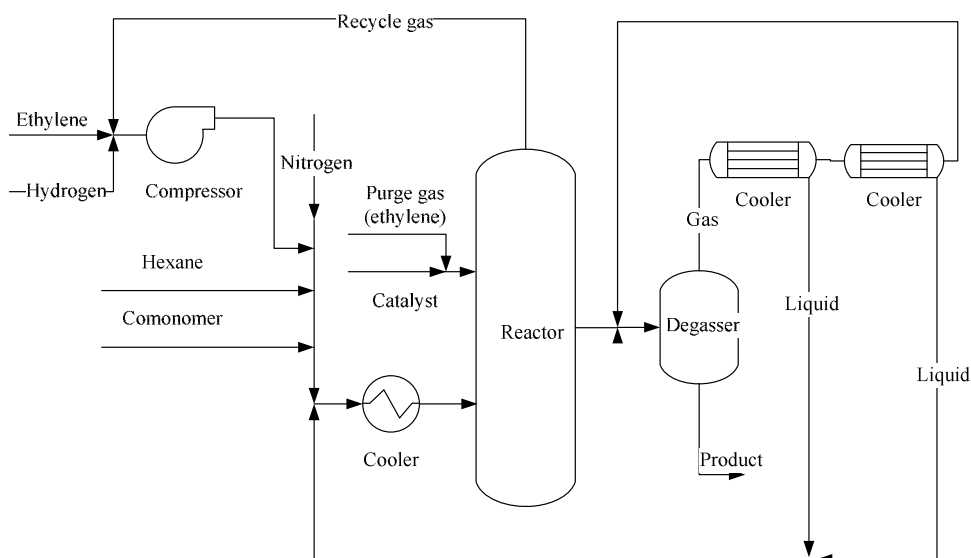 Recycle gas
Ethylene
Nitrogen
Hydrogen
Compressor
Purge gas
(ethylene)
Cooler
Cooler
Gas
Hexane
Catalyst
Liquid
Comonomer
Reactor
Degasser
Liquid
Cooler
Product